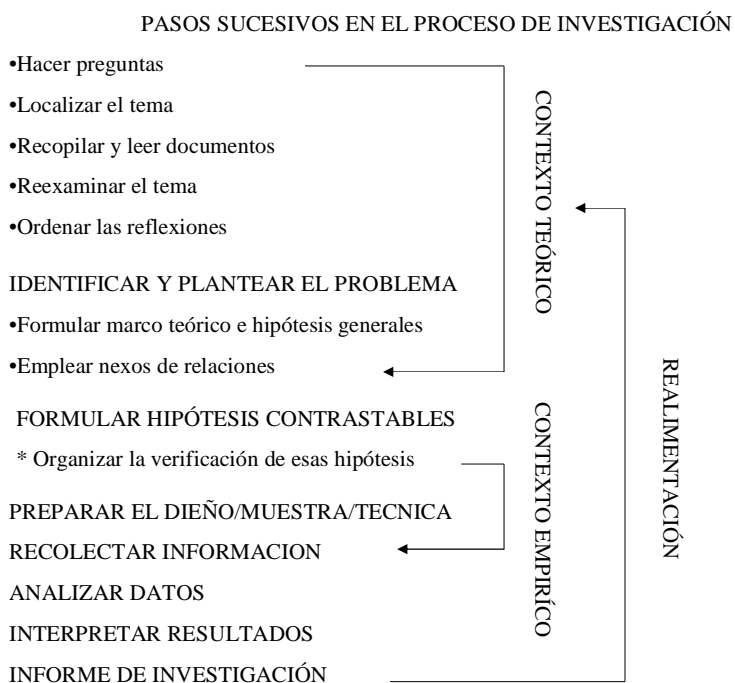 PASOS SUCESIVOS EN EL PROCESO DE INVESTIGACIÓN
•Hacer preguntas
•Localizar el tema
•Recopilar y leer documentos
•Reexaminar el tema
•Ordenar las reflexiones
IDENTIFICAR Y PLANTEAR EL PROBLEMA
•Formular marco teórico e hipótesis generales
•Emplear nexos de relaciones
FORMULAR HIPÓTESIS CONTRASTABLES
* Organizar la verificación de esas hipótesis
PREPARAR EL DIEÑO/MUESTRA/TECNICA
RECOLECTAR INFORMACION
ANALIZAR DATOS
INTERPRETAR RESULTADOS
INFORME DE INVESTIGACIÓN
CONTEXTO TEÓRICO
CONTEXTO EMPIRÍCO
REALIMENTACIÓN